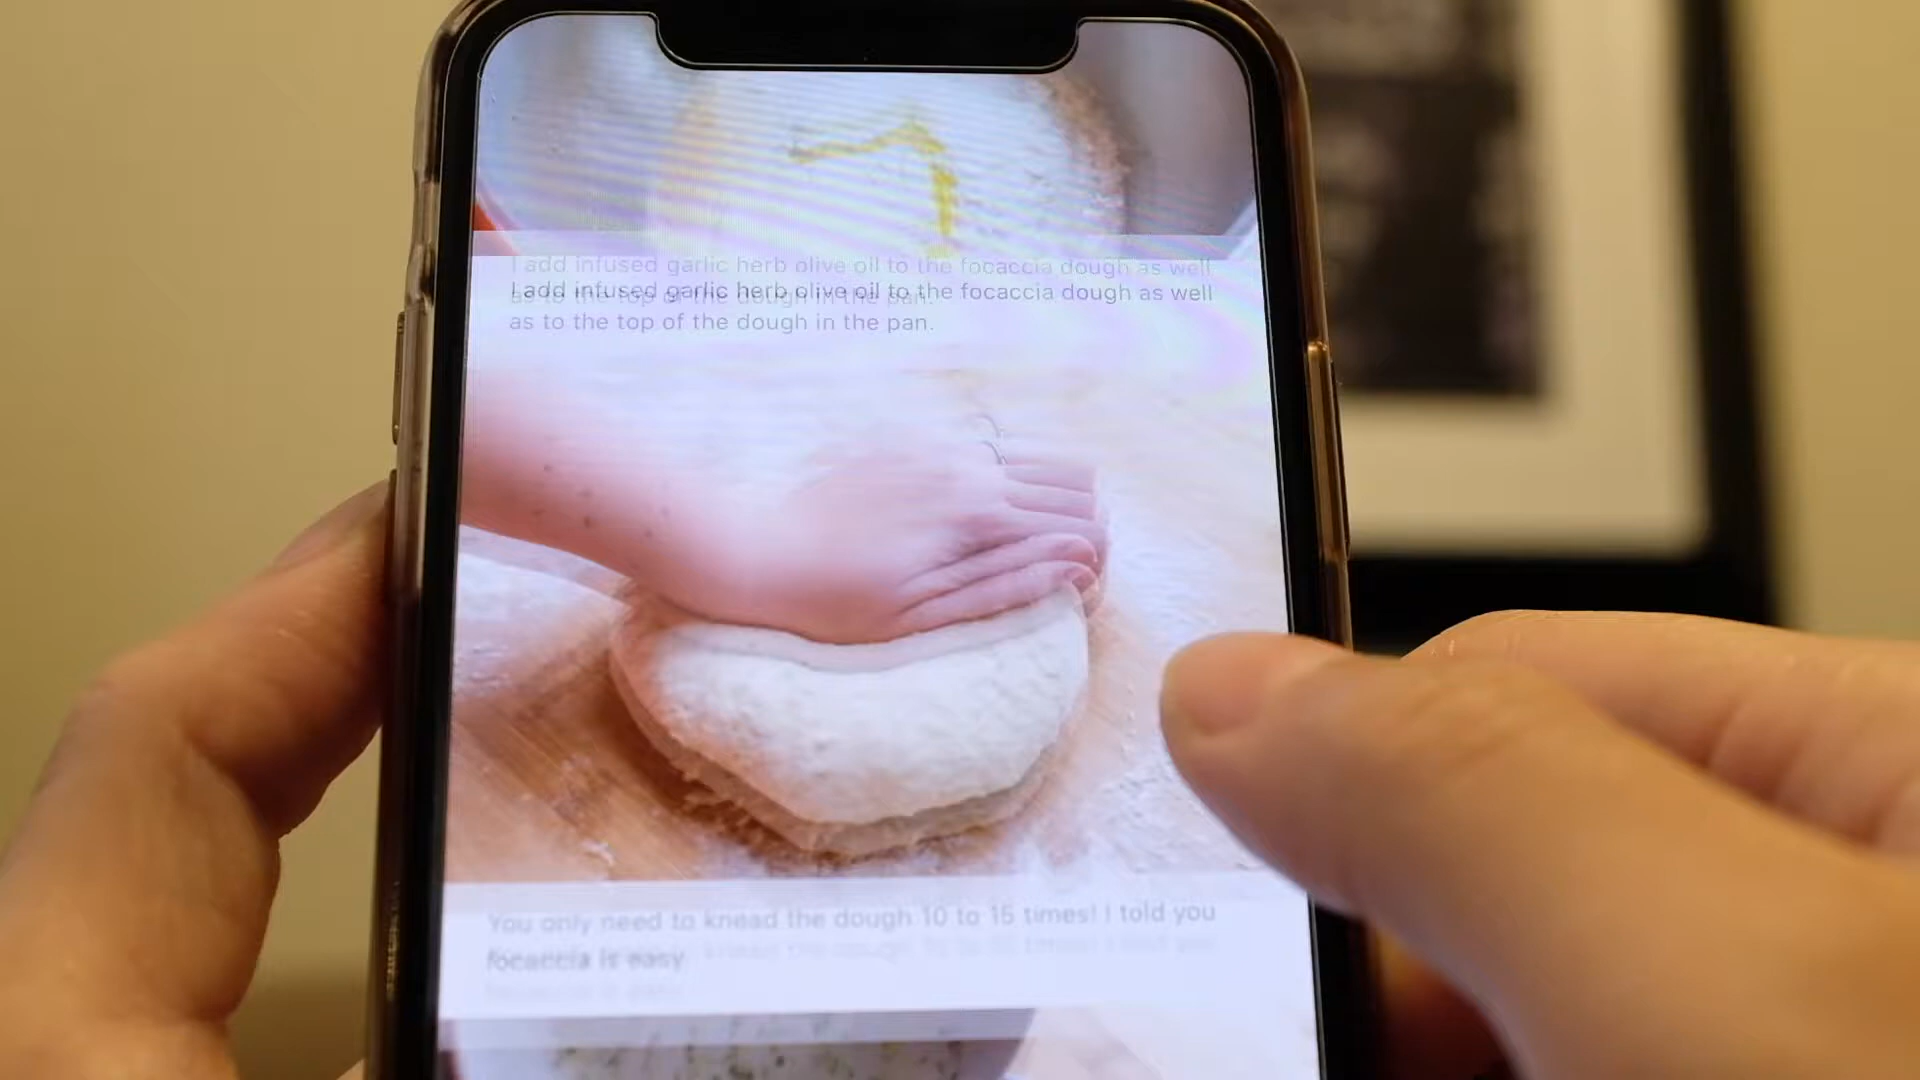 I add infused garlic herb olive oil to the focaccia dough as well
as to the top of the dough in the pan.
You only need to knead the dough 10 to 15 times! I told you
focaccia is easy.